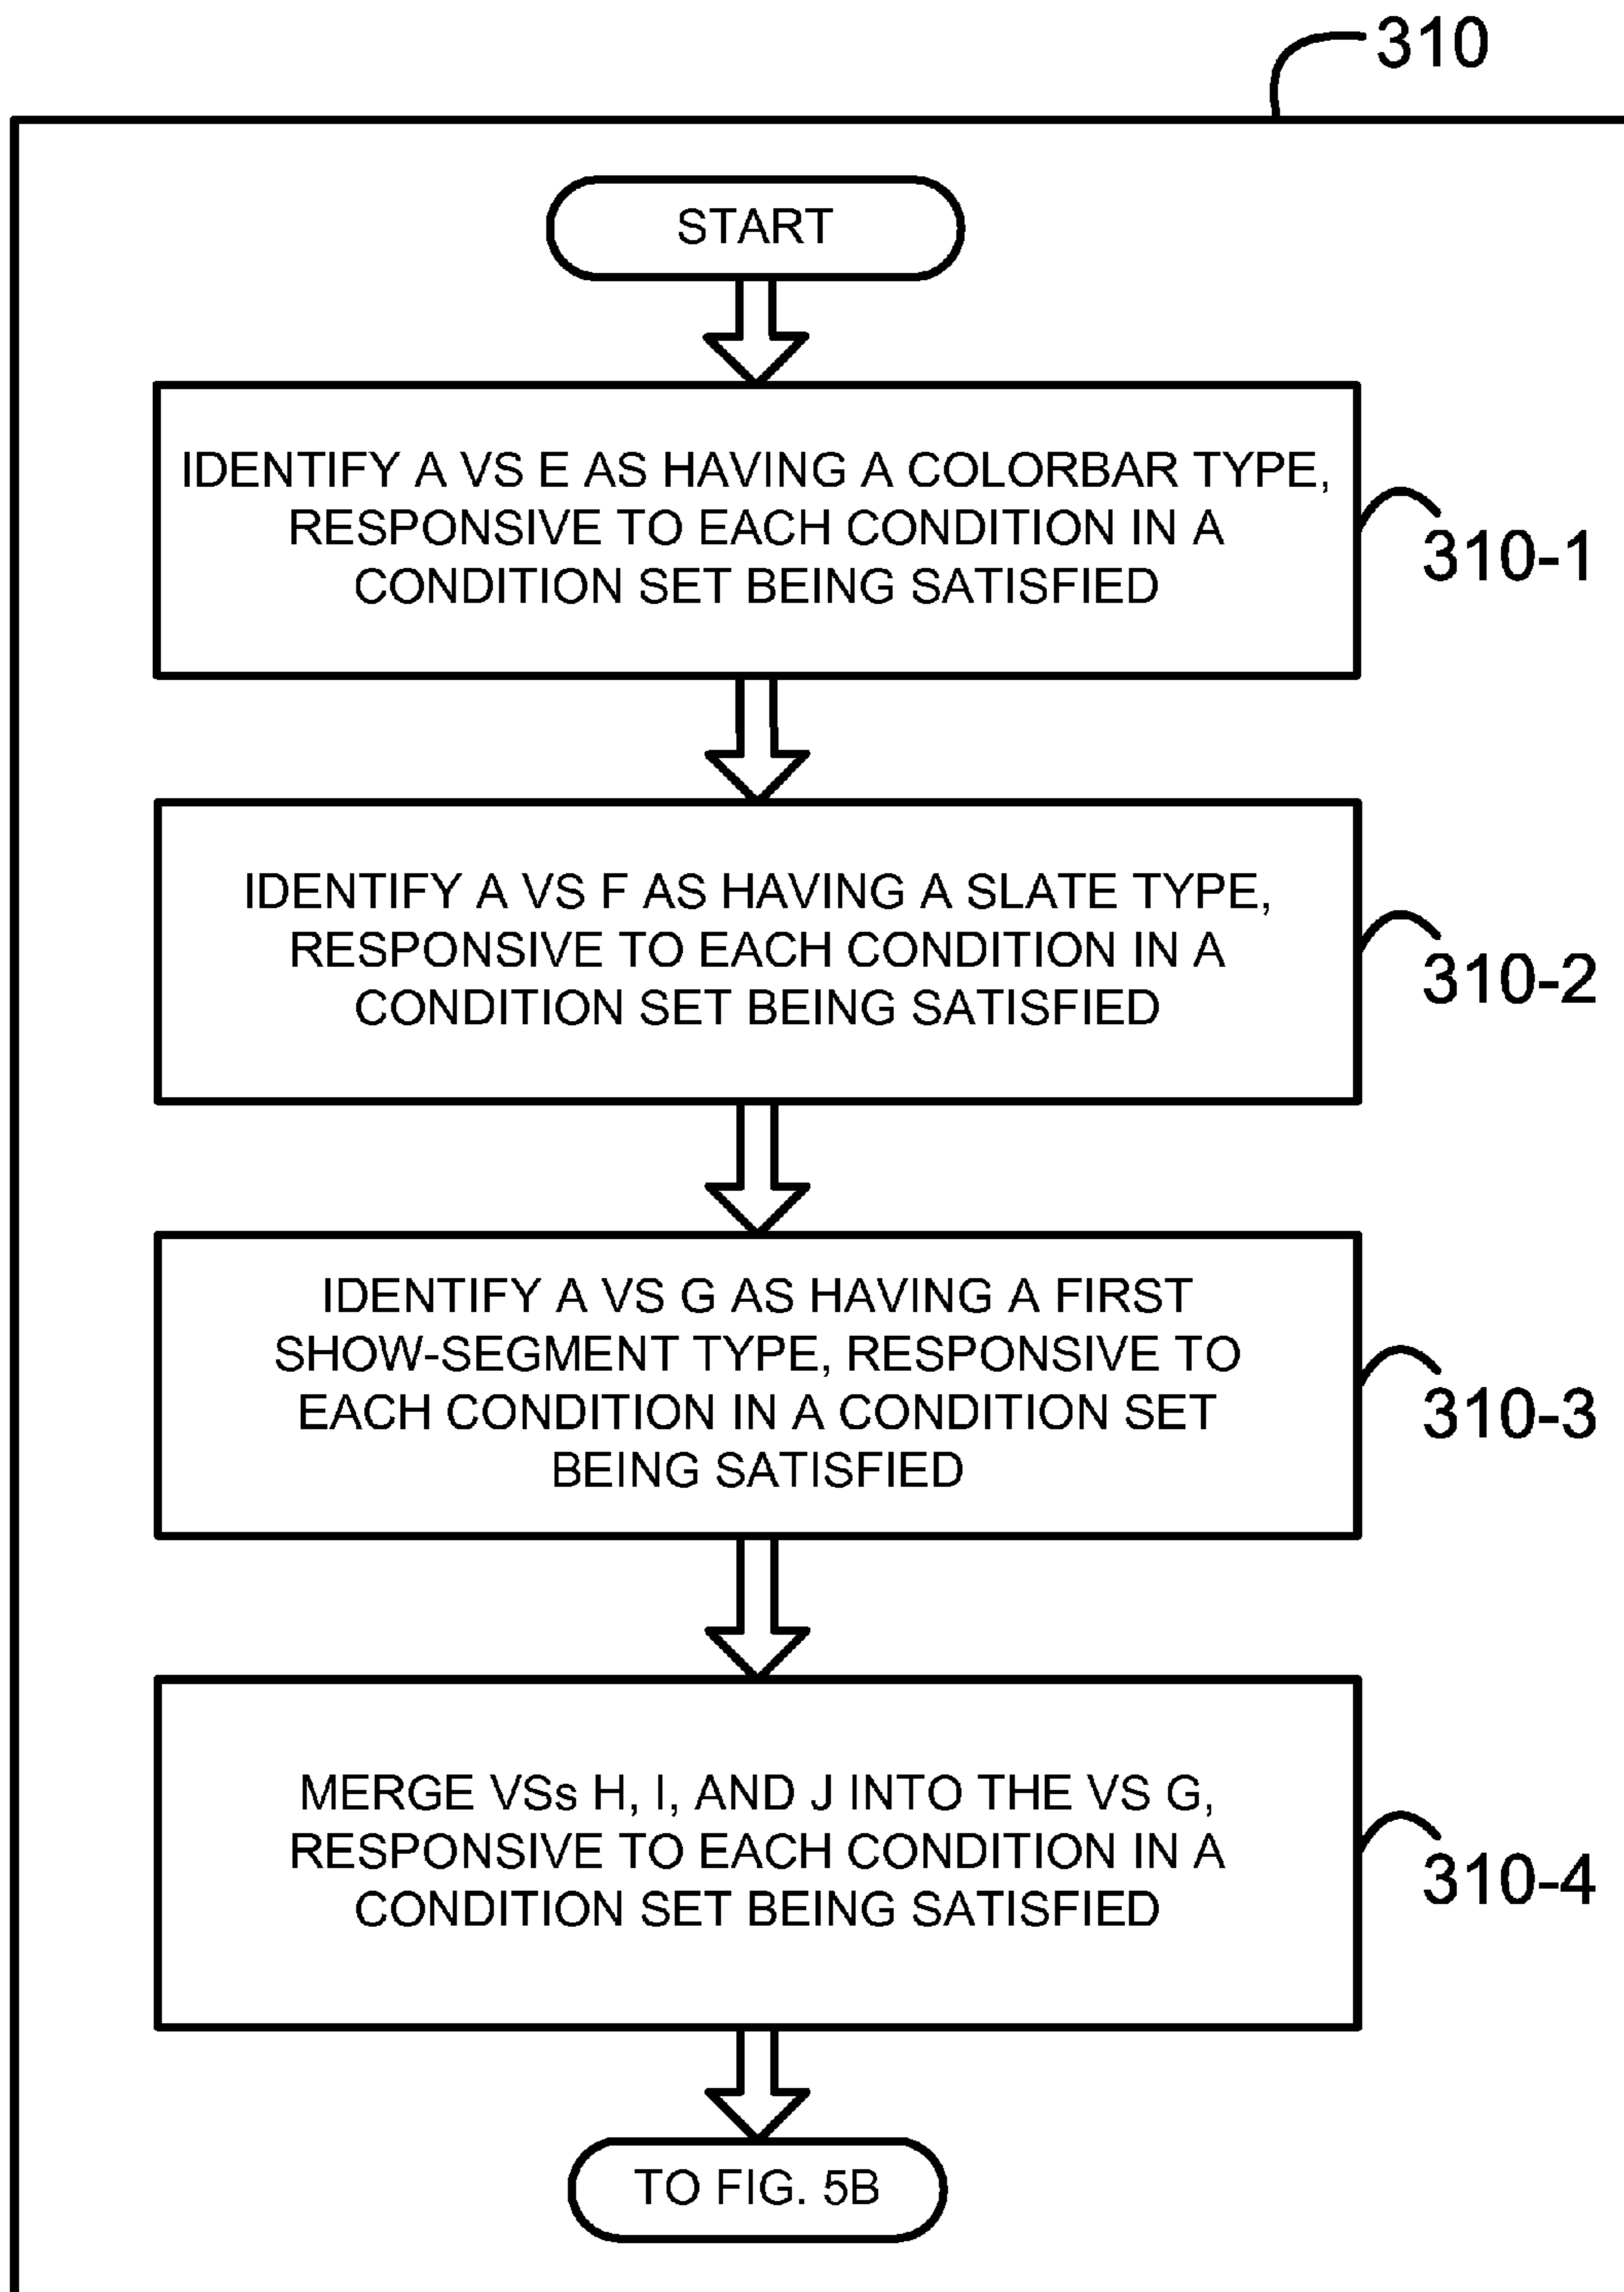 310
START
IDENTIFY A VS E AS HAVING A COLORBAR TYPE,
RESPONSIVE TO EACH CONDITION IN A
CONDITION SET BEING SATISFIED
310-1
IDENTIFY A VS F AS HAVING A SLATE TYPE,
RESPONSIVE TO EACH CONDITION IN A
CONDITION SET BEING SATISFIED
310-2
IDENTIFY A VS G AS HAVING A FIRST
SHOW-SEGMENT TYPE, RESPONSIVE TO
EACH CONDITION IN A CONDITION SET
BEING SATISFIED
310-3
MERGE VSs H, I, AND J INTO THE VS G,
RESPONSIVE TO EACH CONDITION IN A
CONDITION SET BEING SATISFIED
310-4
TO FIG. 5B